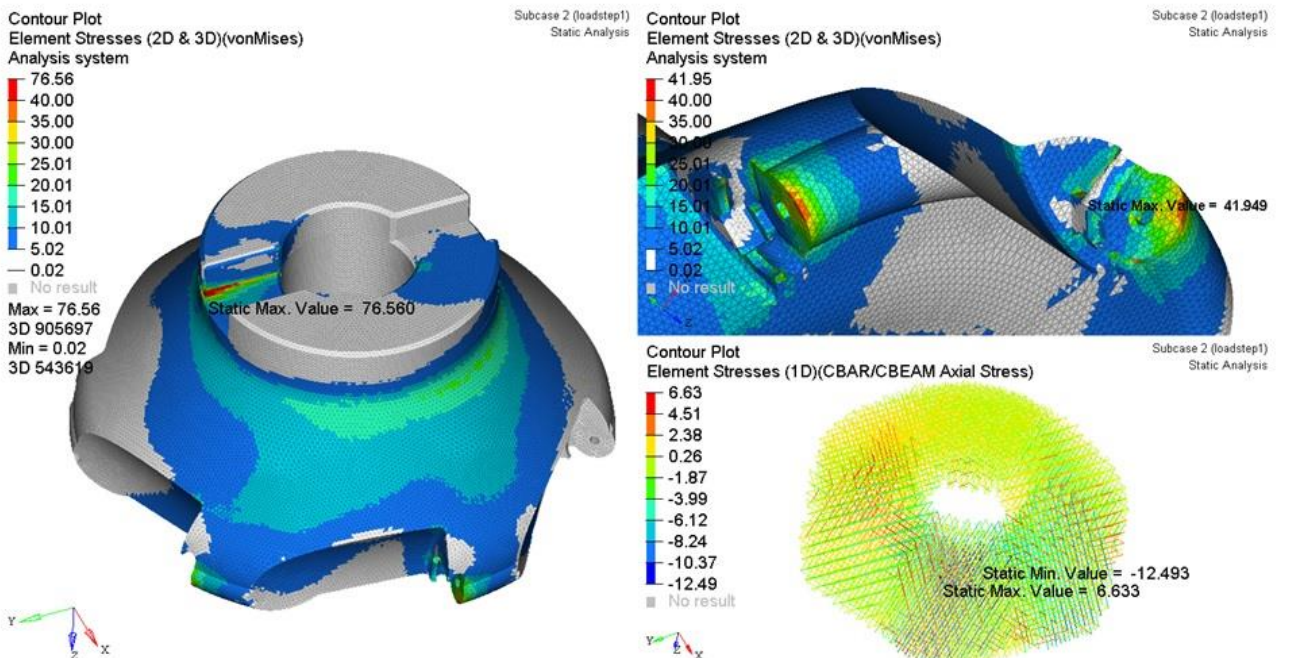 Contour Plot
Element Stresses (2D & 3D)(vonMises)
Analysis system
Subcase 2 (loadstep1)
Static Analysis
76.56
40.00
35.00
30.00
25.01
20.01
15.01
10.01
5.02
0.02
No result
Max = 76.56
3D 905697
Min = 0.02
3D 543619
Static Max. Value = 76.560
Y
Z
X
Contour Plot
Element Stresses (2D & 3D)(vonMises)
Analysis system
Subcase 2 (loadstep1)
Static Analysis
41.95
40.00
35.00
30.00
25.01
20.01
15.01
10.01
5.02
0.02
No result
Static Max. Value = 41.949
Z
Contour Plot
Element Stresses (1D)(CBAR/CBEAM Axial Stress)
Subcase 2 (loadstep1)
Static Analysis
6.63
4.51
2.38
0.26
-1.87
-3.99
-6.12
-8.24
-10.37
-12.49
No result
Static Min. Value = -12.493
Static Max. Value = 6.633
Y
Z
X